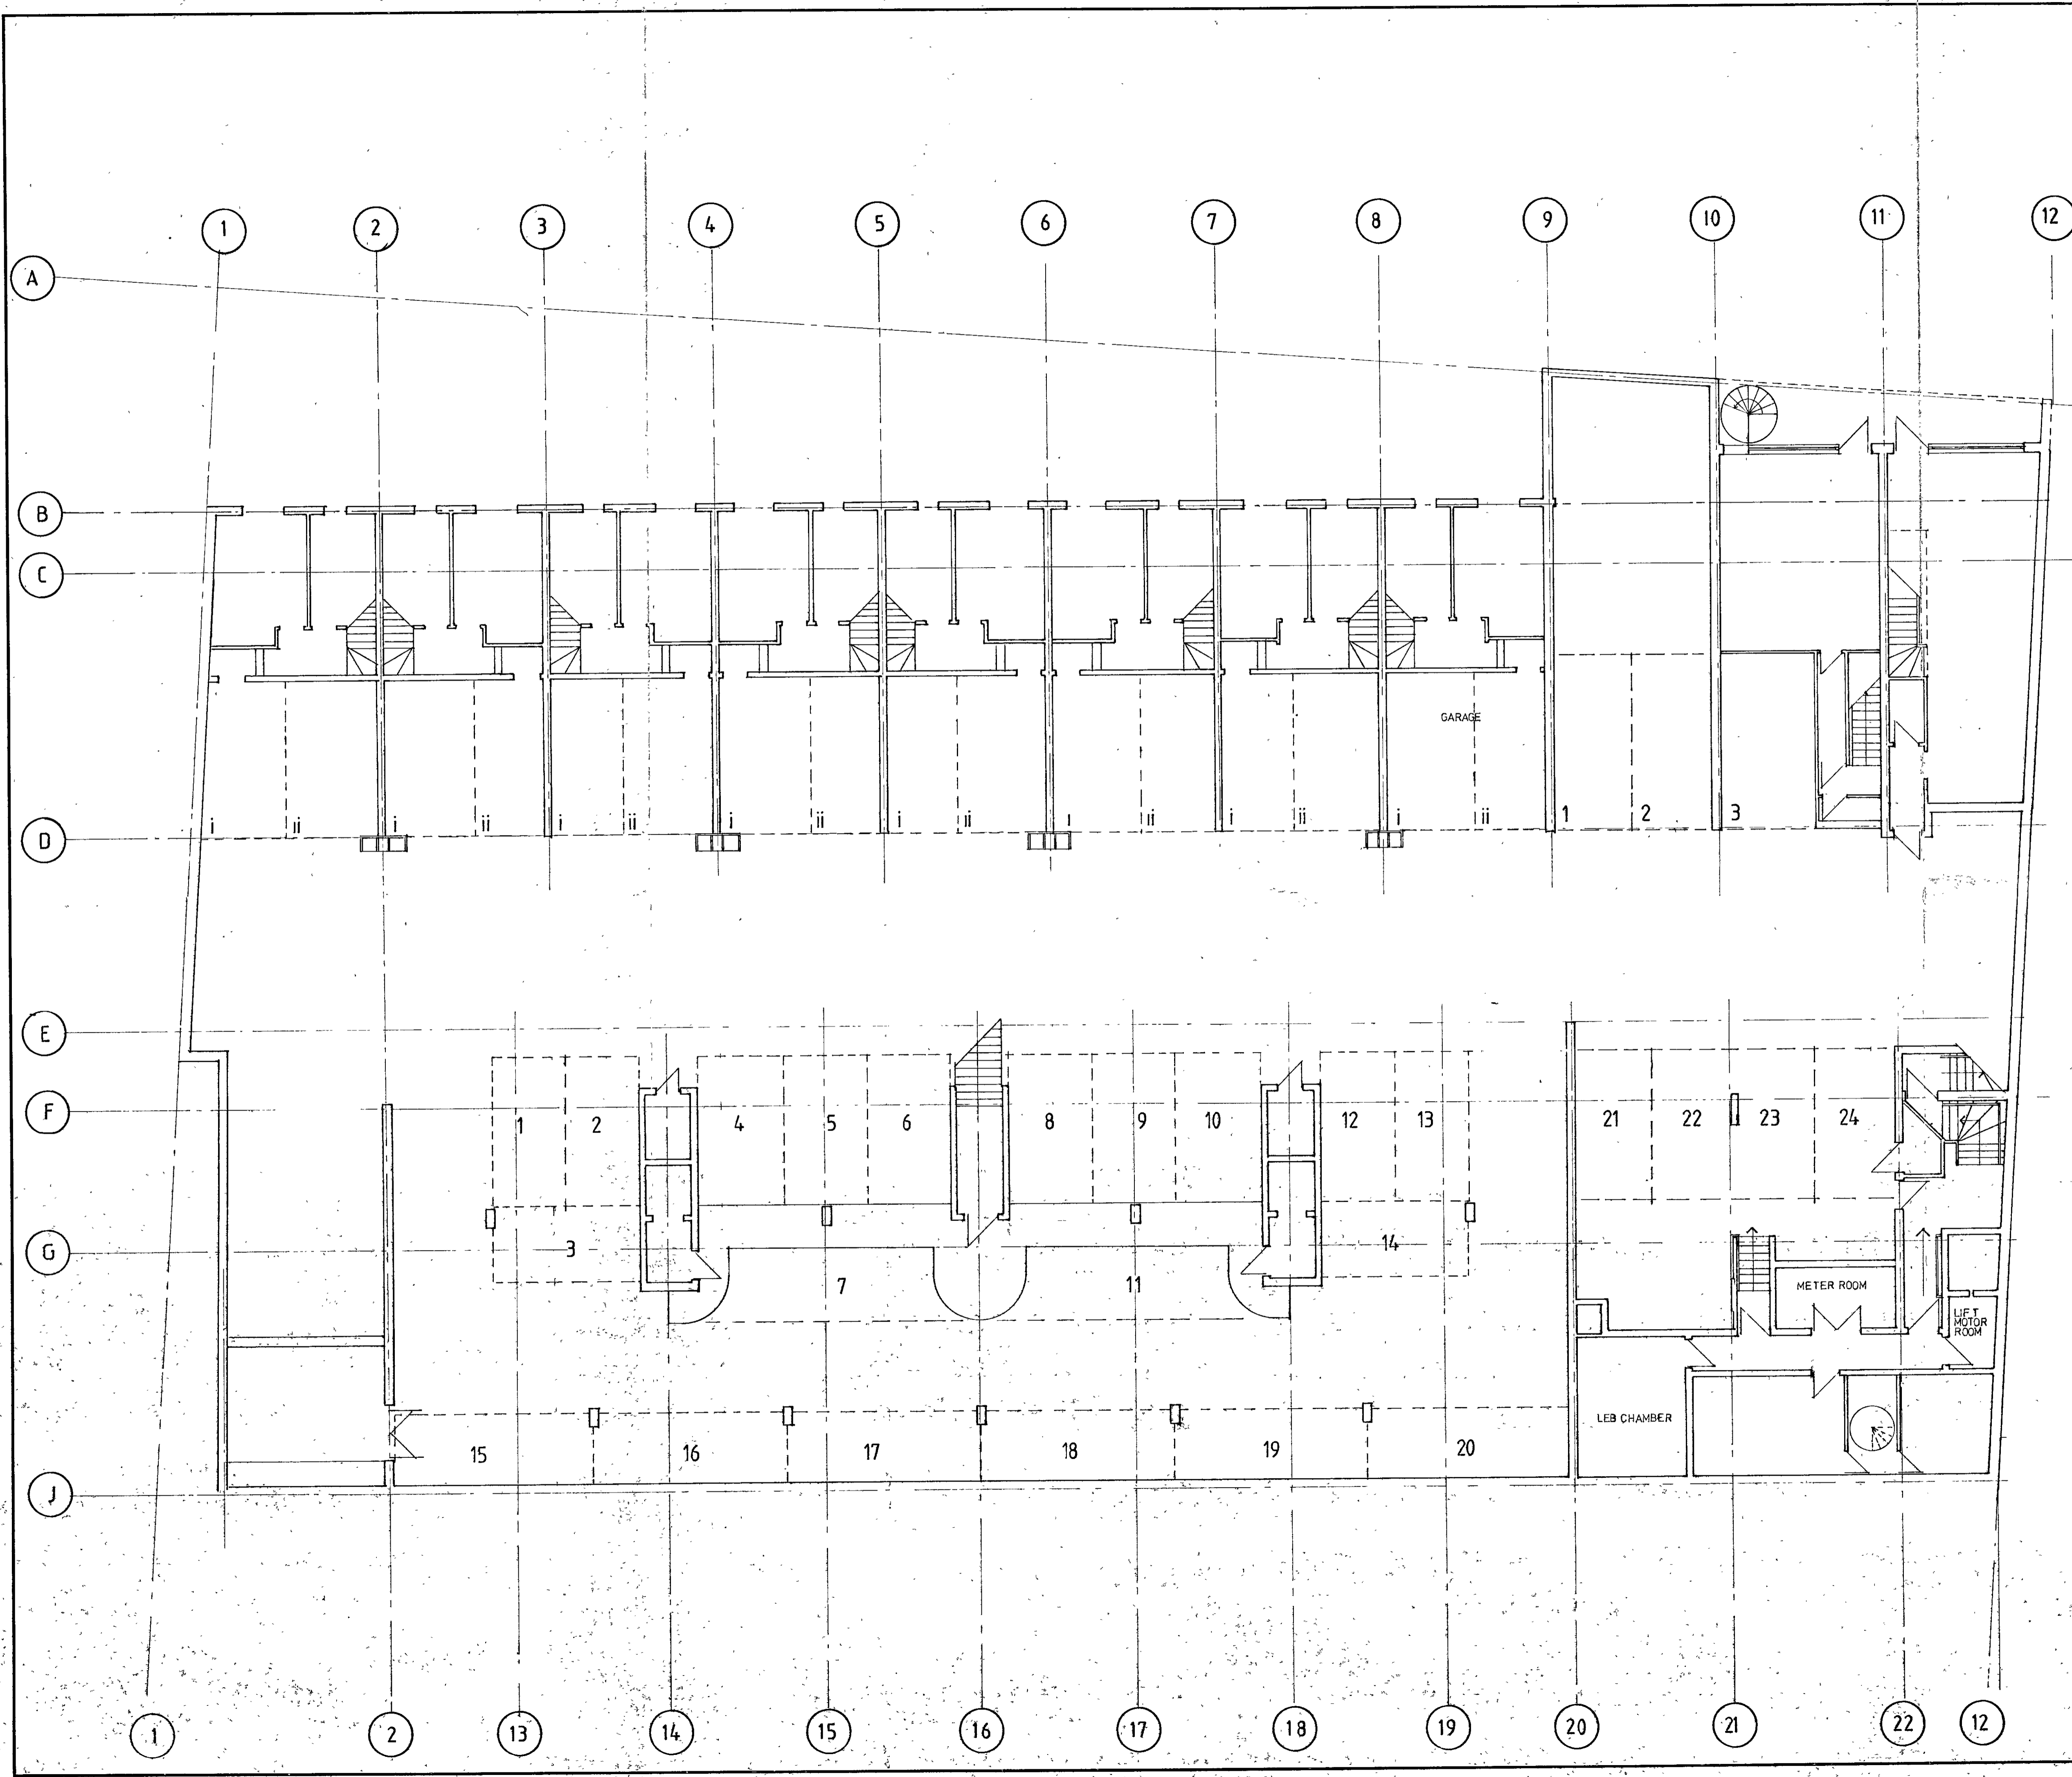 1 2 3 4 5 6 7 8 9 10 11 12
A
B
C
GARAGE
i ii i ii i ii i ii i ii i ii i ii i ii 1 2 3
D
E
F
1 2 4 5 6 8 9 10 12 13 21 22 23 24
G
3 14
7 11
METER ROOM
LIFT
MOTOR
ROOM
LEB CHAMBER
15 16 17 18 19 20
J
1 2 13 14 15 16 17 18 19 20 21 22 12